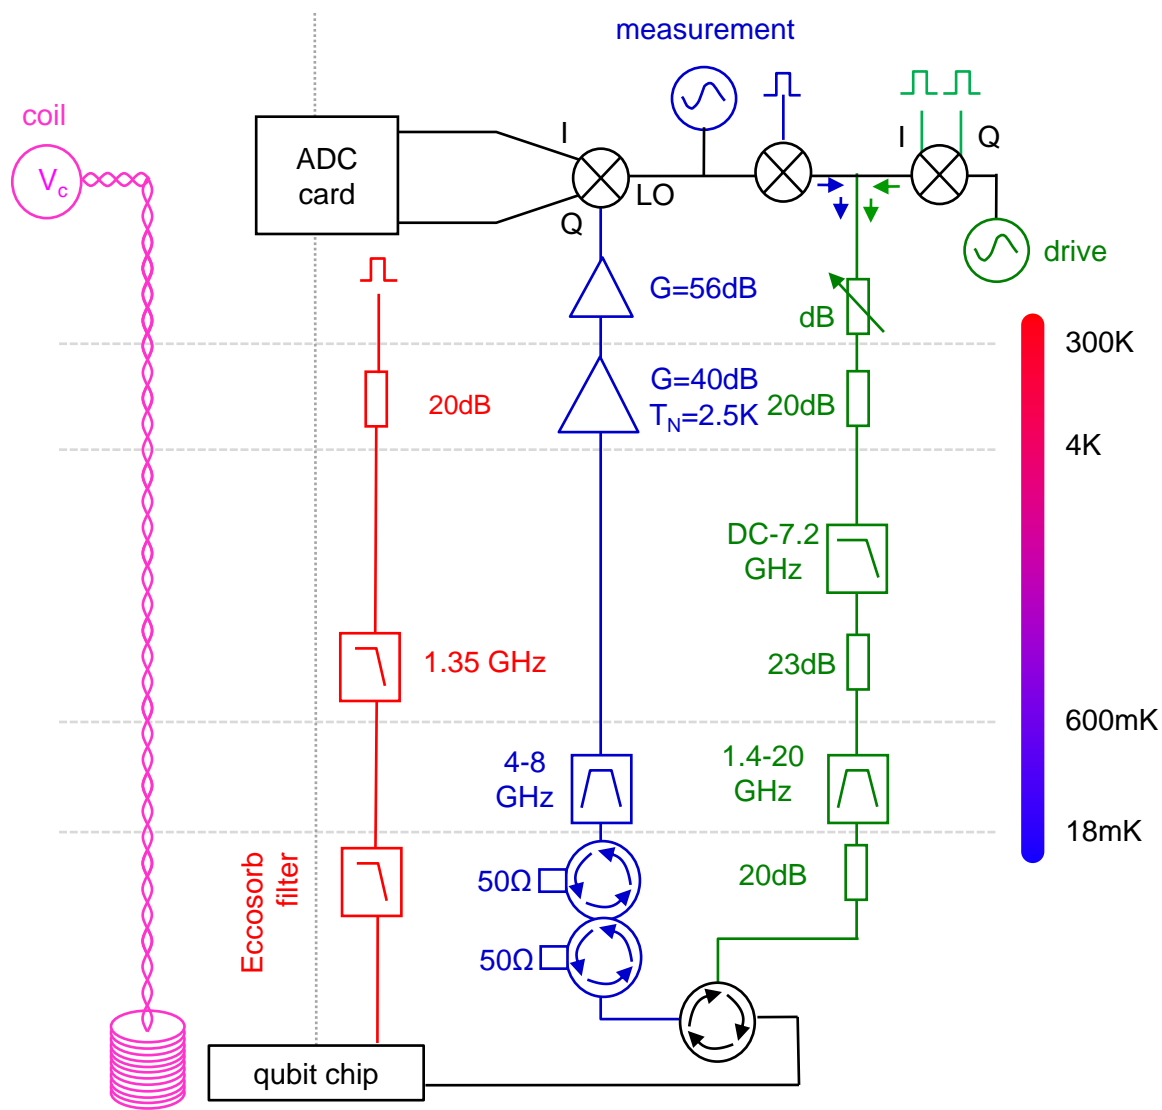 measurement
coil
V_c
ADC
card
I
Q
LO
I
Q
drive
G=56dB
dB
300K
20dB
G=40dB
T_N=2.5K
20dB
4K
DC-7.2
GHz
1.35 GHz
23dB
600mK
4-8
GHz
1.4-20
GHz
18mK
Eccosorb
filter
50Ω
20dB
50Ω
qubit chip